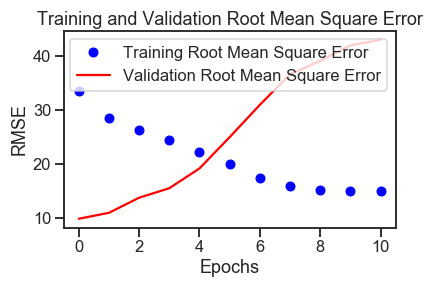 Training and Validation Root Mean Square Error
Training Root Mean Square Error
Validation Root Mean Square Error
RMSE
40
30
20
10
0
2
4
6
8
10
Epochs